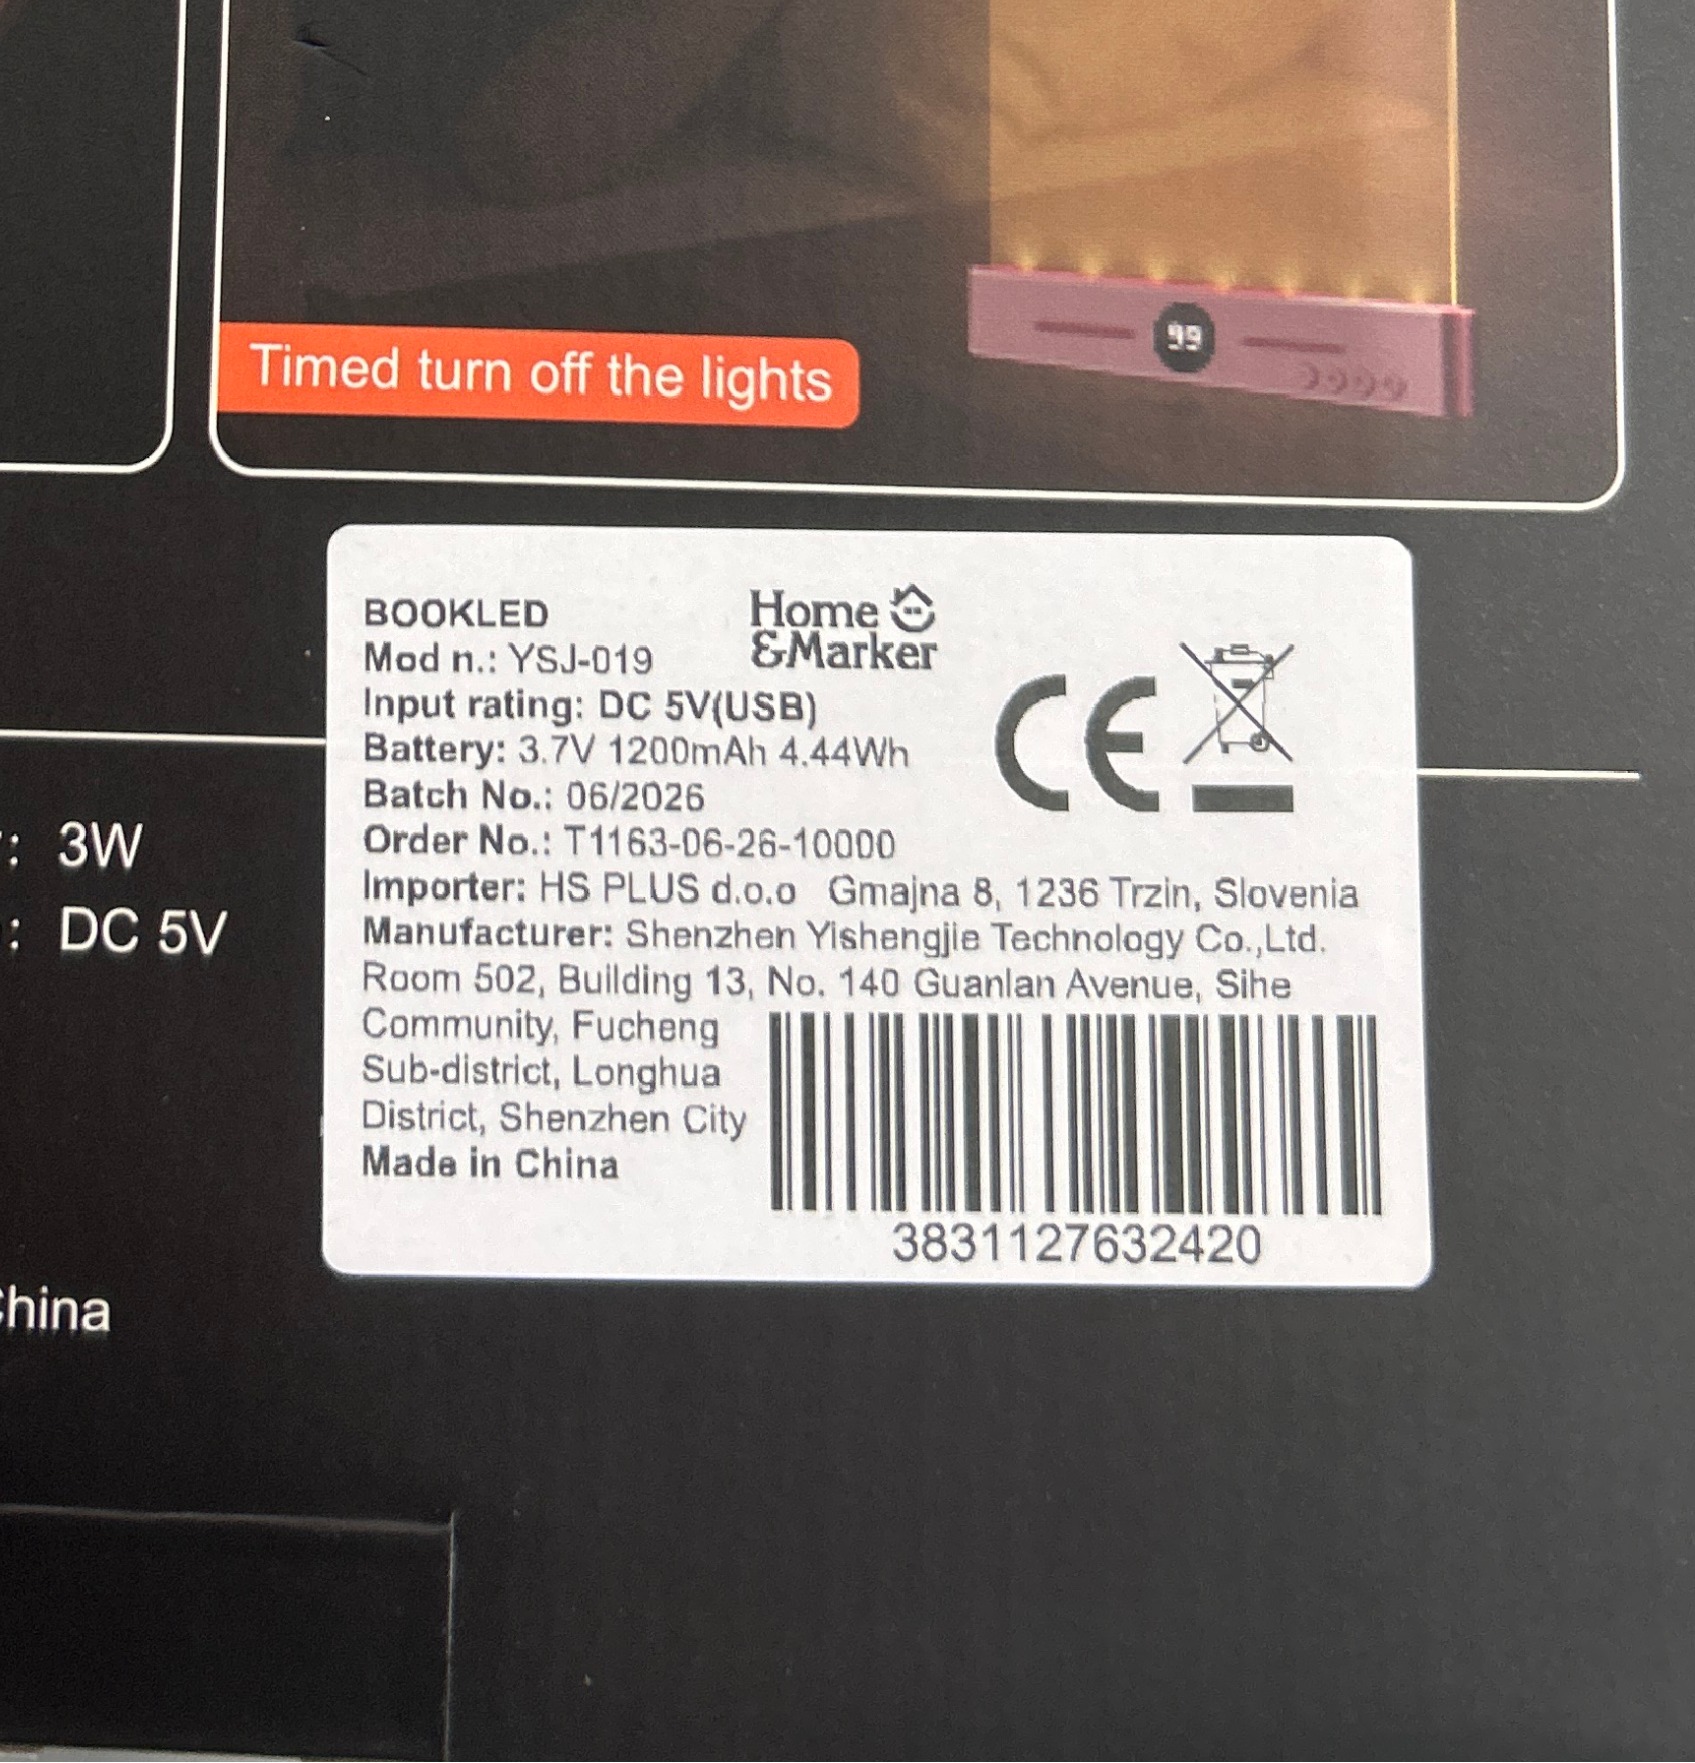 99
Timed turn off the lights
: 3W
: DC 5V
China
BOOKLED
Home
&Marker
Mod n.: YSJ-019
Input rating: DC 5V(USB)
Battery: 3.7V 1200mAh 4.44Wh
CE
Batch No.: 06/2026
Order No.: T1163-06-26-10000
Importer: HS PLUS d.o.o Gmajna 8, 1236 Trzin, Slovenia
Manufacturer: Shenzhen Yishengjie Technology Co.,Ltd.
Room 502, Building 13, No. 140 Guanlan Avenue, Sihe
Community, Fucheng
Sub-district, Longhua
District, Shenzhen City
Made in China
3831127632420